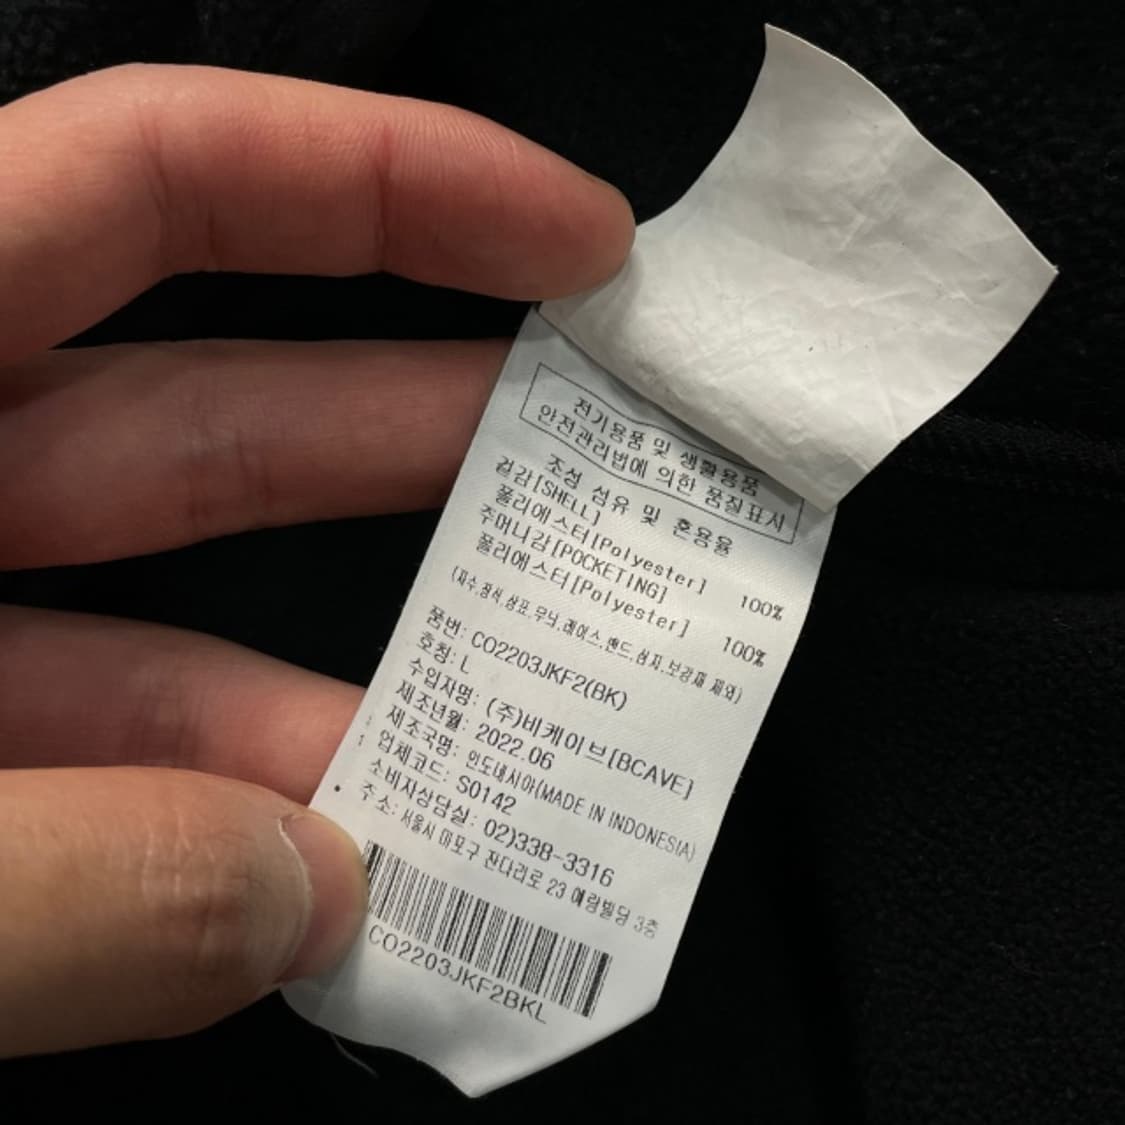 전기용품 및 생활용품
안전관리법에 의한 품질표시
조성 섬유 및 혼용율
겉감[SHELL]
폴리에스터[Polyester] 100%
주머니감[POCKETING]
폴리에스터[Polyester] 100%
(자수,장식,상표,무늬,레이스,밴드,심지,보강재 제외)
품번: CO2203JKF2(BK)
호칭: L
수입자명: (주)비케이브[BCAVE]
제조년월: 2022.06
제조국명: 인도네시아(MADE IN INDONESIA)
업체코드: S0142
소비자상담실: 02)338-3316
주소: 서울시 마포구 잔다리로 23 예림빌딩 3층
CO2203JKF2BKL